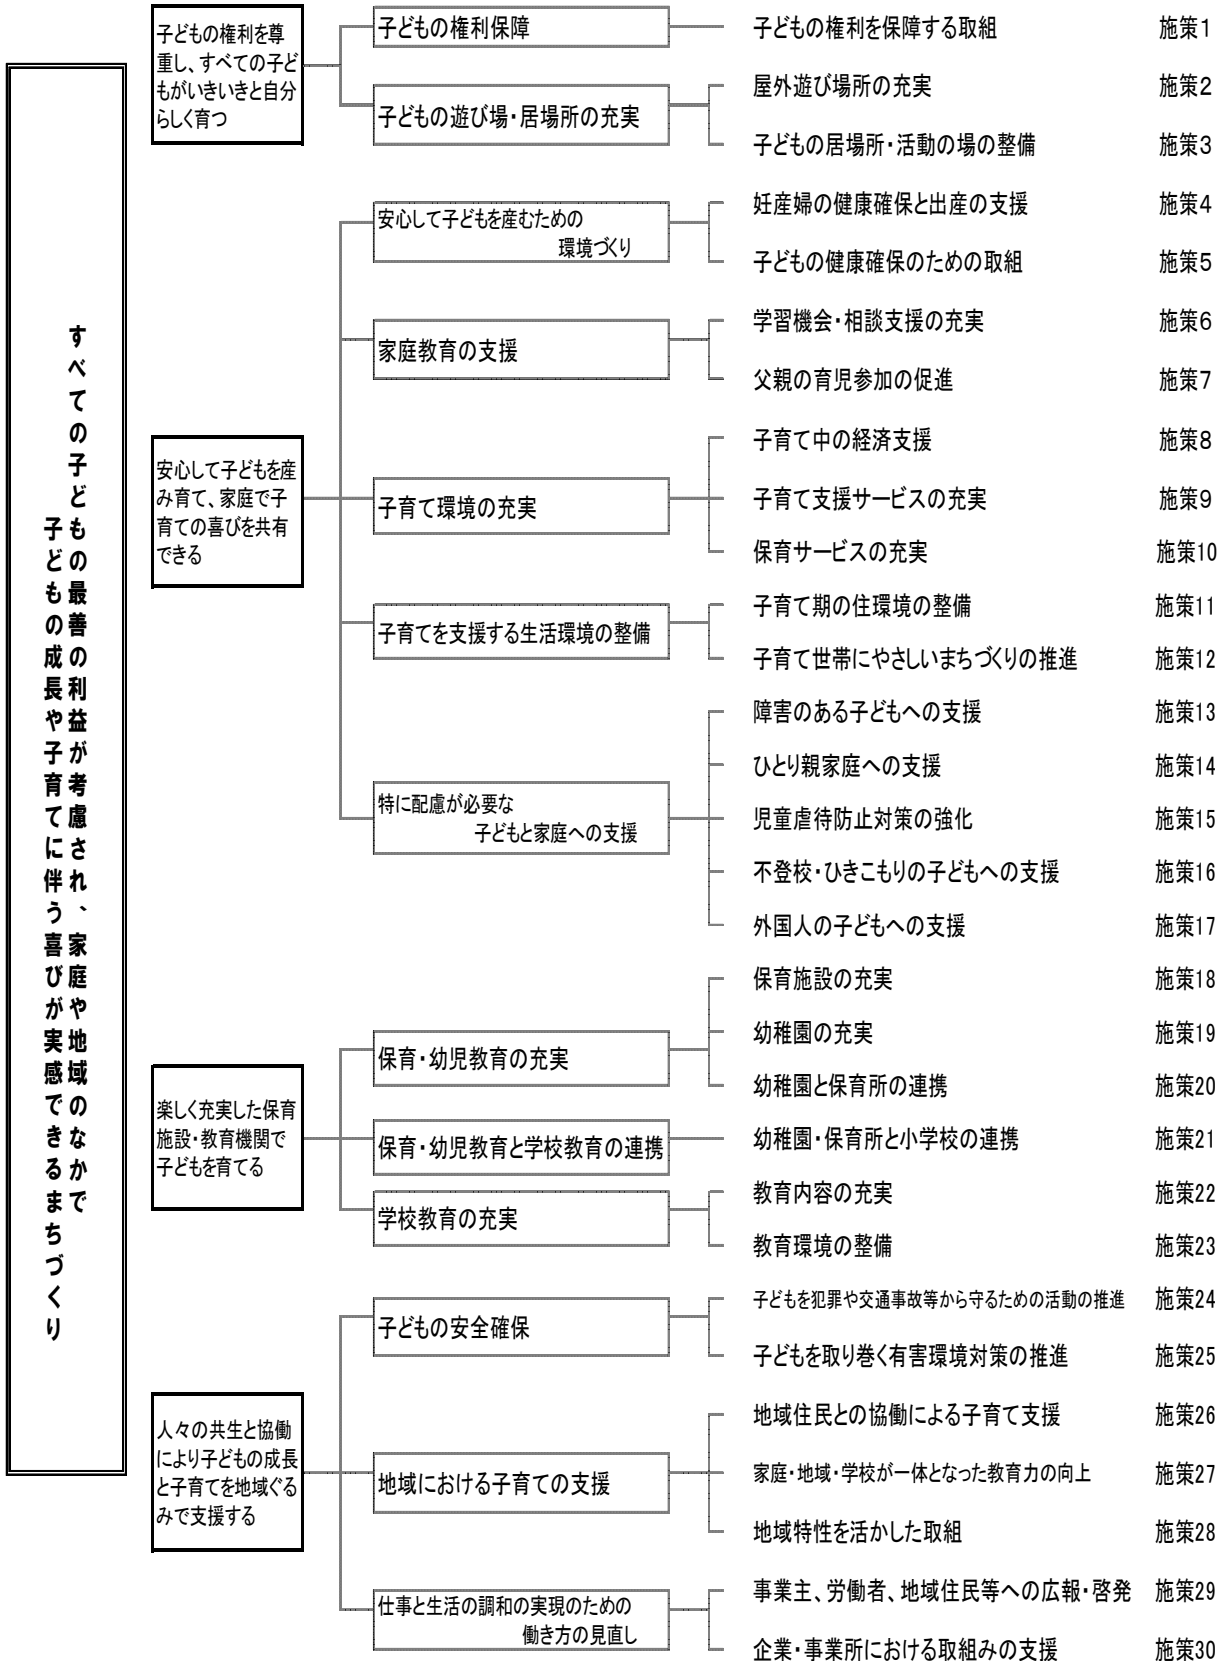 すべての子どもの最善の利益が考慮され、家庭や地域のなかで
子どもの成長や子育てに伴う喜びが実感できるまちづくり
子どもの権利を尊
重し、すべての子ど
もがいきいきと自分
らしく育つ
子どもの権利保障
子どもの権利を保障する取組 施策1
子どもの遊び場・居場所の充実
屋外遊び場所の充実 施策2
子どもの居場所・活動の場の整備 施策3
安心して子どもを産
み育て、家庭で子
育ての喜びを共有
できる
安心して子どもを産むための
環境づくり
妊産婦の健康確保と出産の支援 施策4
子どもの健康確保のための取組 施策5
家庭教育の支援
学習機会・相談支援の充実 施策6
父親の育児参加の促進 施策7
子育て環境の充実
子育て中の経済支援 施策8
子育て支援サービスの充実 施策9
保育サービスの充実 施策10
子育てを支援する生活環境の整備
子育て期の住環境の整備 施策11
子育て世帯にやさしいまちづくりの推進 施策12
特に配慮が必要な
子どもと家庭への支援
障害のある子どもへの支援 施策13
ひとり親家庭への支援 施策14
児童虐待防止対策の強化 施策15
不登校・ひきこもりの子どもへの支援 施策16
外国人の子どもへの支援 施策17
楽しく充実した保育
施設・教育機関で
子どもを育てる
保育・幼児教育の充実
保育施設の充実 施策18
幼稚園の充実 施策19
幼稚園と保育所の連携 施策20
保育・幼児教育と学校教育の連携
幼稚園・保育所と小学校の連携 施策21
学校教育の充実
教育内容の充実 施策22
教育環境の整備 施策23
人々の共生と協働
により子どもの成長
と子育てを地域ぐる
みで支援する
子どもの安全確保
子どもを犯罪や交通事故等から守るための活動の推進 施策24
子どもを取り巻く有害環境対策の推進 施策25
地域における子育ての支援
地域住民との協働による子育て支援 施策26
家庭・地域・学校が一体となった教育力の向上 施策27
地域特性を活かした取組 施策28
仕事と生活の調和の実現のための
働き方の見直し
事業主、労働者、地域住民等への広報・啓発 施策29
企業・事業所における取組みの支援 施策30